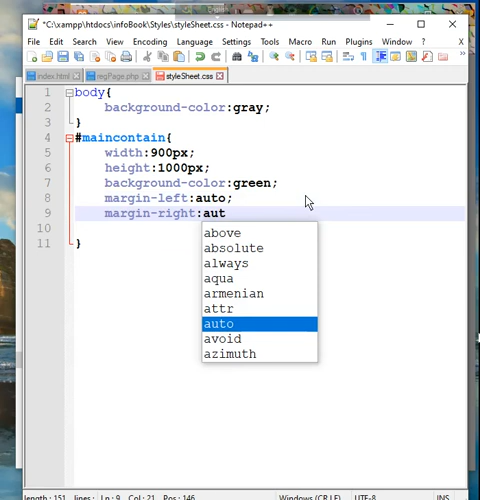 English
*C:\xampp\htdocs\infoBook\Styles\styleSheet.css - Notepad++
File Edit Search View Encoding Language Settings Tools Macro Run Plugins Window ? X
index.html regPage.php styleSheet.css
1 body{
2 background-color:gray;
3 }
4 #maincontain{
5 width:900px;
6 height:1000px;
7 background-color:green;
8 margin-left:auto;
9 margin-right:aut
10
11 }
above
absolute
always
aqua
armenian
attr
auto
avoid
azimuth
length : 151 lines : Ln : 9 Col : 21 Pos : 146 Windows (CR LF) UTF-8 INS